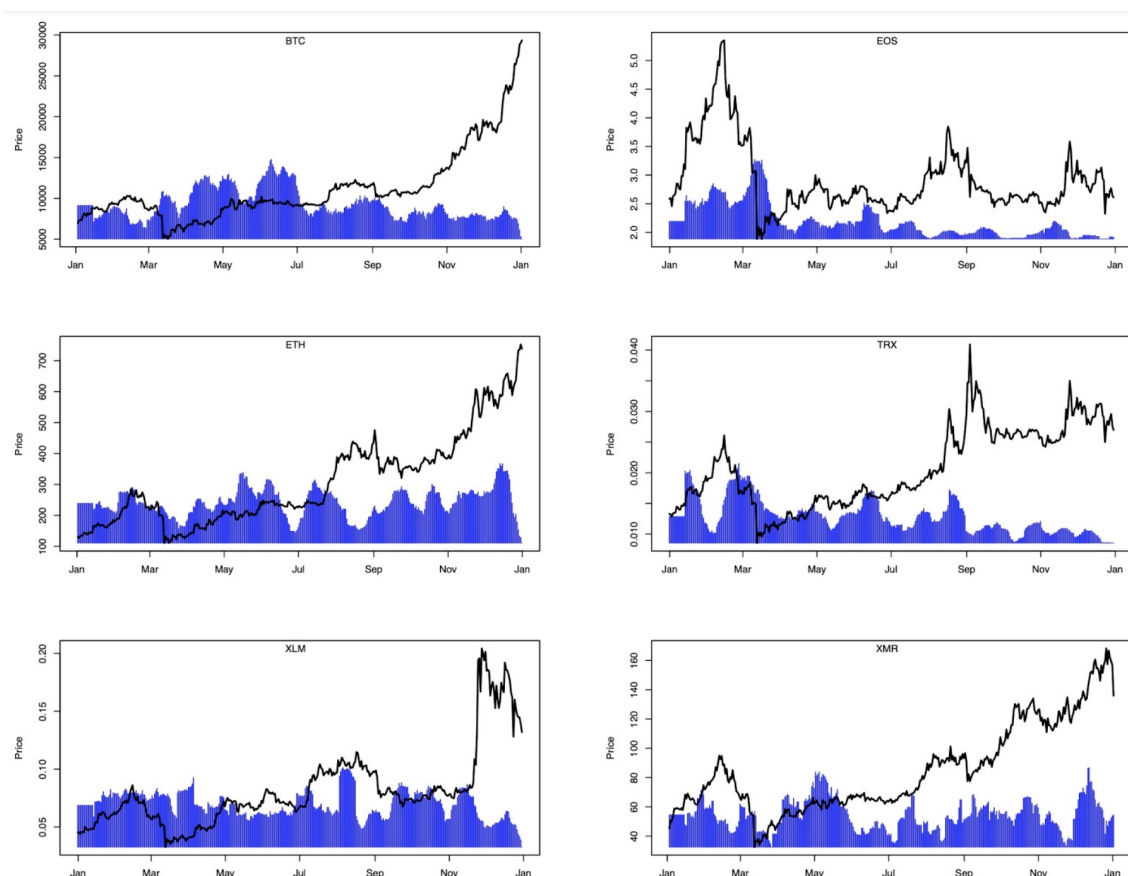 BTC
Price
30000
25000
20000
15000
10000
5000
Jan Mar May Jul Sep Nov Jan
EOS
Price
5.0
4.5
4.0
3.5
3.0
2.5
2.0
Jan Mar May Jul Sep Nov Jan
ETH
Price
700
600
500
400
300
200
100
Jan Mar May Jul Sep Nov Jan
TRX
Price
0.040
0.030
0.020
0.010
Jan Mar May Jul Sep Nov Jan
XLM
Price
0.20
0.15
0.10
0.05
Jan Mar May Jul Sep Nov Jan
XMR
Price
160
140
120
100
80
60
40
Jan Mar May Jul Sep Nov Jan